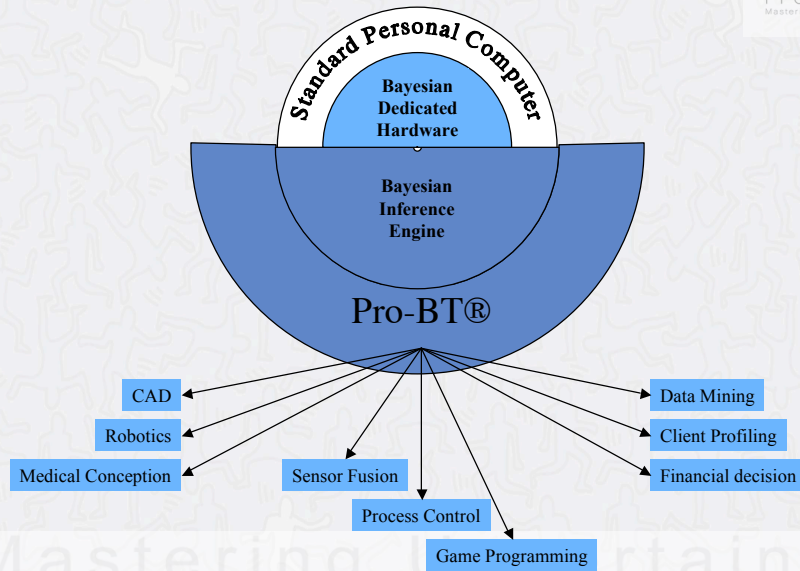 Standard Personal Computer
Bayesian
Dedicated
Hardware
Bayesian
Inference
Engine
Pro-BT®
CAD
Data Mining
Robotics
Client Profiling
Medical Conception
Sensor Fusion
Financial decision
Process Control
Game Programming
Mastering